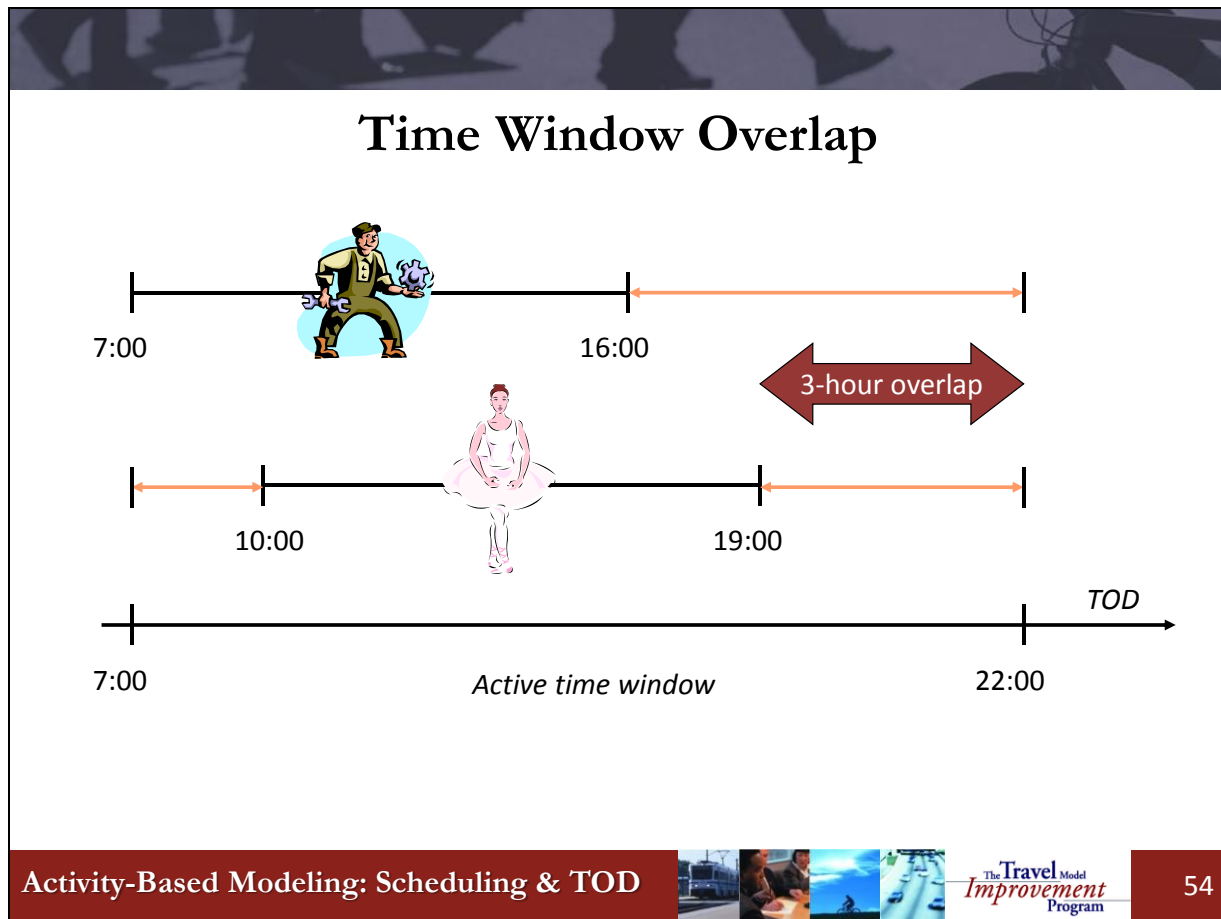 Time Window Overlap
7:00
16:00
3-hour overlap
10:00
19:00
TOD
7:00
Active time window
22:00
Activity-Based Modeling: Scheduling & TOD
The Travel Model
Improvement
Program
54